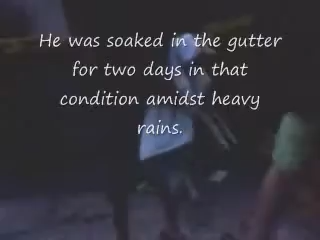 He was soaked in the gutter
for two days in that
condition amidst heavy
rains.